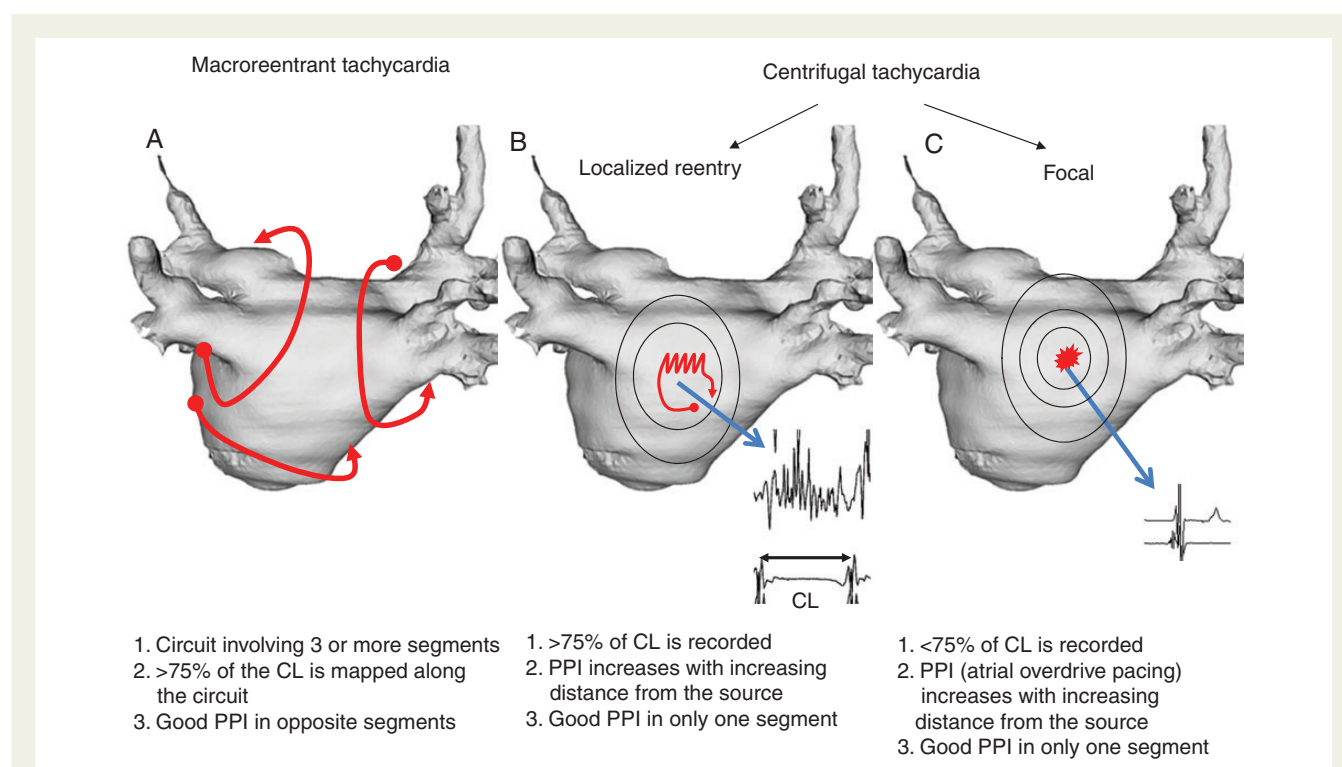 Macroreentrant tachycardia
Centrifugal tachycardia
A
B
C
Localized reentry
Focal
CL
1. Circuit involving 3 or more segments
2. >75% of the CL is mapped along
the circuit
3. Good PPI in opposite segments
1. >75% of CL is recorded
2. PPI increases with increasing
distance from the source
3. Good PPI in only one segment
1. <75% of CL is recorded
2. PPI (atrial overdrive pacing)
increases with increasing
distance from the source
3. Good PPI in only one segment